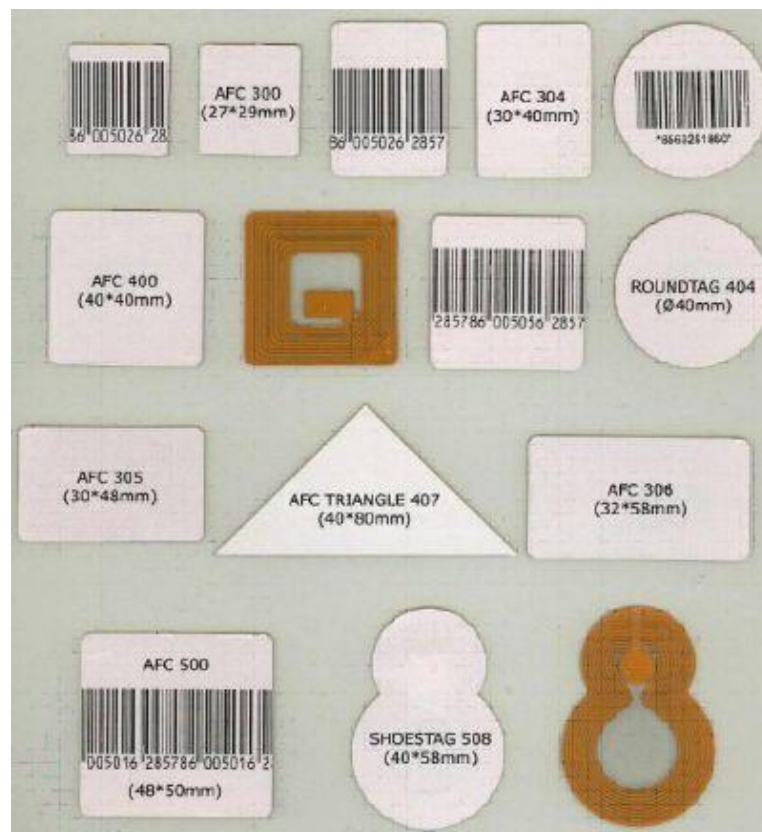 86 005026 28
AFC 300
(27*29mm)
86 005026 2857
AFC 304
(30*40mm)
AFC 400
(40*40mm)
285786 005056 2857
ROUNDTAG 404
(Ø40mm)
AFC 305
(30*48mm)
AFC TRIANGLE 407
(40*80mm)
AFC 306
(32*58mm)
AFC 500
005016 285786 005016 2
(48*50mm)
SHOESTAG 508
(40*58mm)